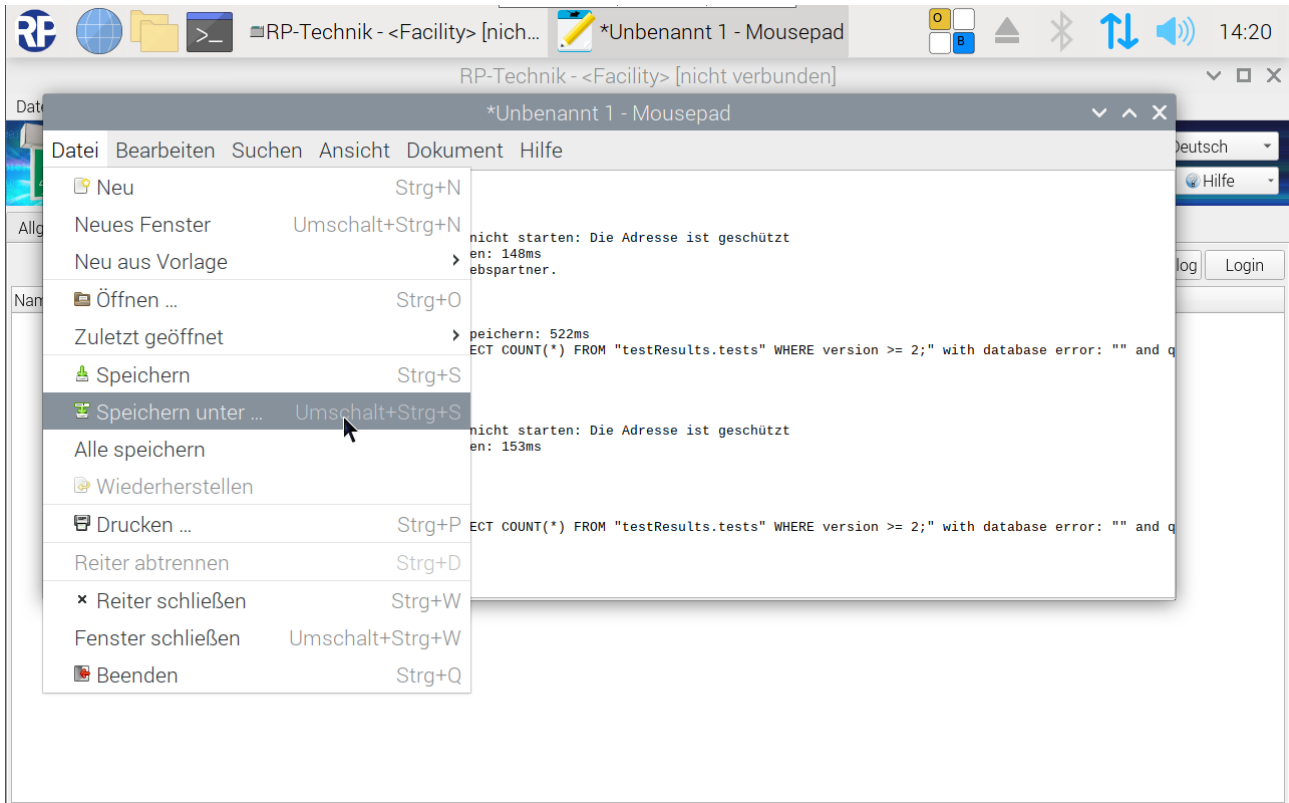 RP >_ RP-Technik - <Facility> [nich... *Unbenannt 1 - Mousepad O B 14:20
RP-Technik - <Facility> [nicht verbunden]
Date
*Unbenannt 1 - Mousepad
Datei Bearbeiten Suchen Ansicht Dokument Hilfe
Deutsch
Hilfe
Neu Strg+N
Neues Fenster Umschalt+Strg+N
Neu aus Vorlage
Öffnen ... Strg+O
Zuletzt geöffnet
Speichern Strg+S
Speichern unter ... Umschalt+Strg+S
Alle speichern
Wiederherstellen
Drucken ... Strg+P
Reiter abtrennen Strg+D
Reiter schließen Strg+W
Fenster schließen Umschalt+Strg+W
Beenden Strg+Q
nicht starten: Die Adresse ist geschützt
en: 148ms
ebspartner.
peichern: 522ms
ECT COUNT(*) FROM "testResults.tests" WHERE version >= 2;" with database error: "" and q
nicht starten: Die Adresse ist geschützt
en: 153ms
ECT COUNT(*) FROM "testResults.tests" WHERE version >= 2;" with database error: "" and q
Allg
log Login
Nam